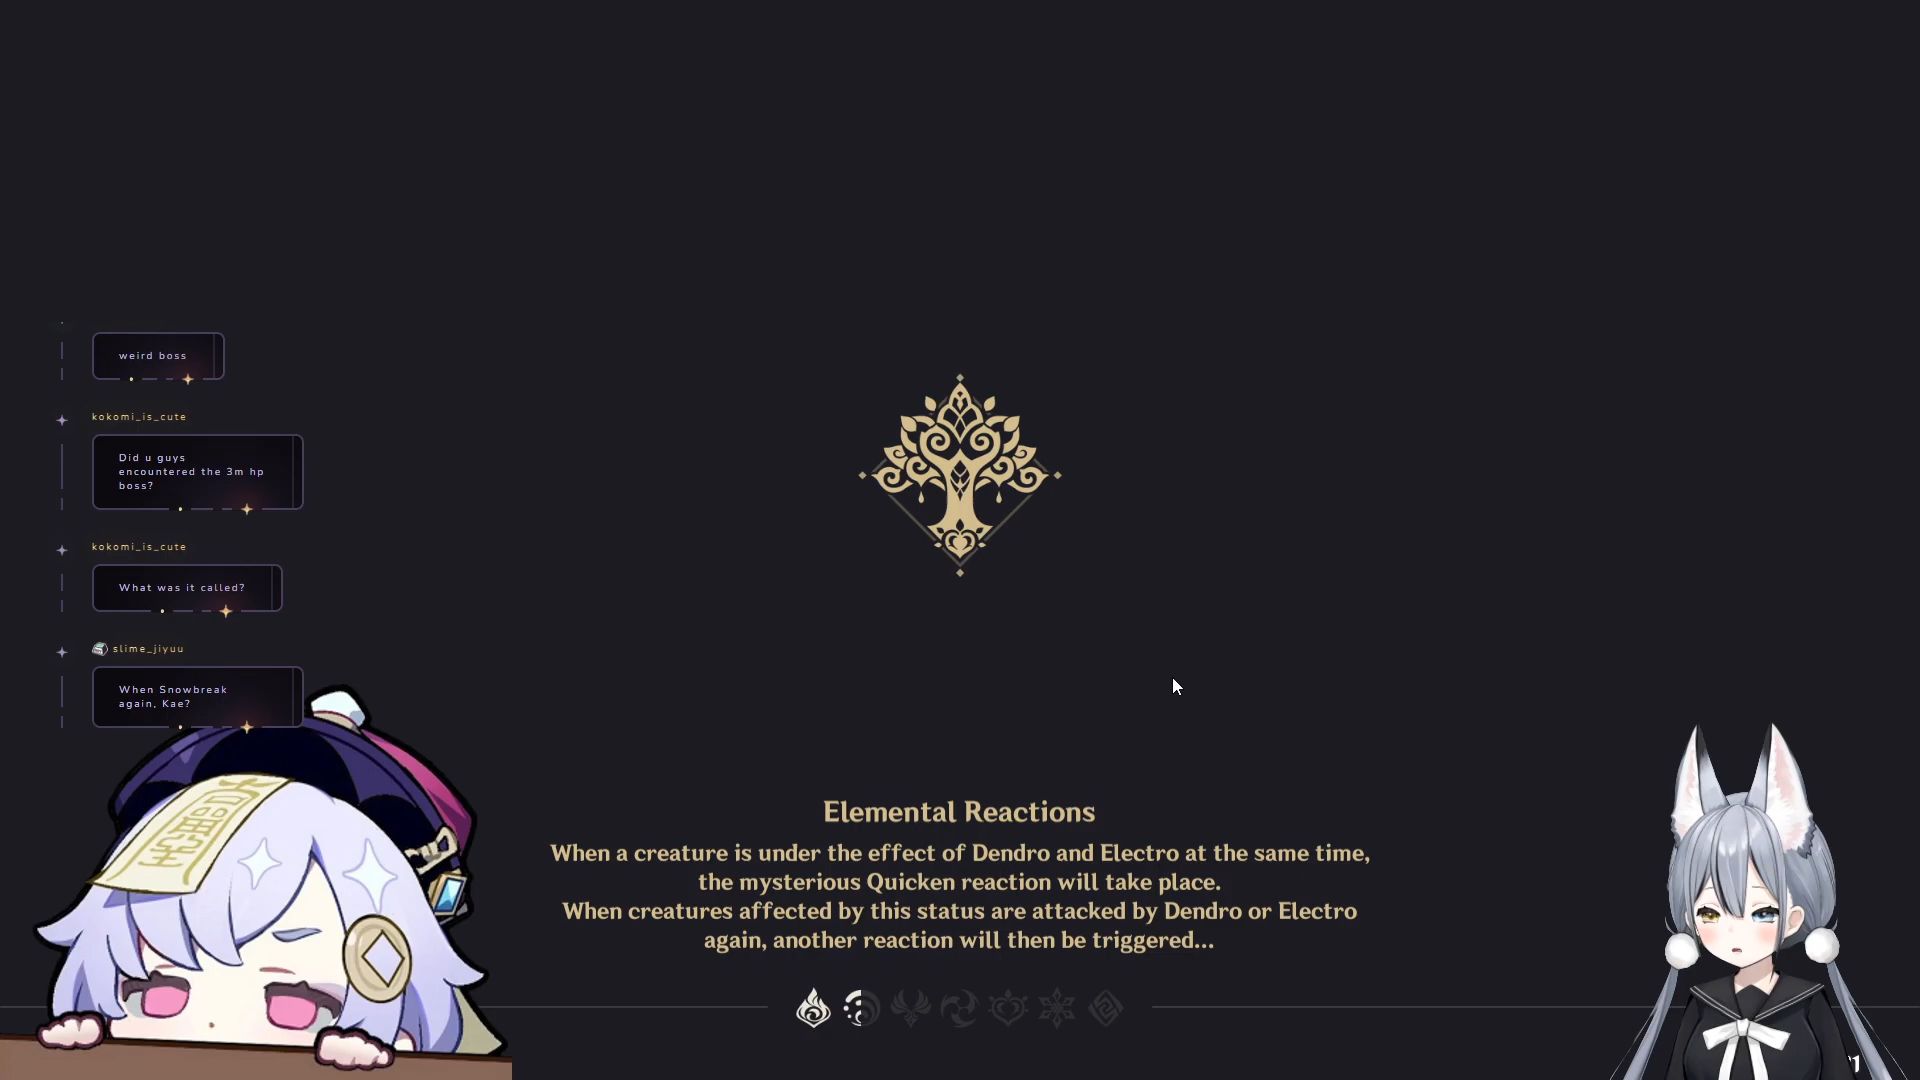 weird boss
kokomi_is_cute
Did u guys
encountered the 3m hp
boss?
kokomi_is_cute
What was it called?
slime_jiyuu
When Snowbreak
again, Kae?
Elemental Reactions
When a creature is under the effect of Dendro and Electro at the same time,
the mysterious Quicken reaction will take place.
When creatures affected by this status are attacked by Dendro or Electro
again, another reaction will then be triggered...